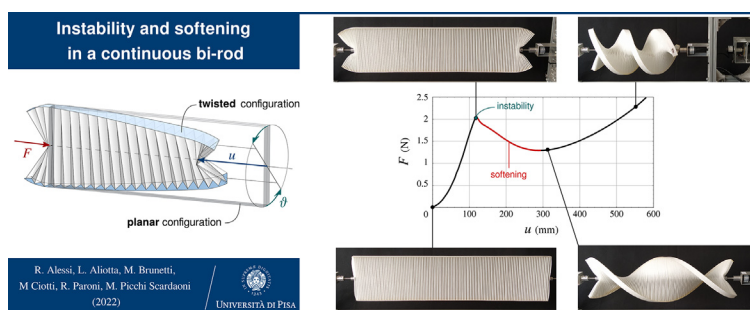 Instability and softening
in a continuous bi-rod
twisted configuration
F
u
ϑ
planar configuration
R. Alessi, L. Aliotta, M. Brunetti,
M Ciotti, R. Paroni, M. Picchi Scardaoni
(2022)
UNIVERSITÀ DI PISA
2.5
2
1.5
1
0.5
F (N)
instability
softening
0 100 200 300 400 500 600
u (mm)